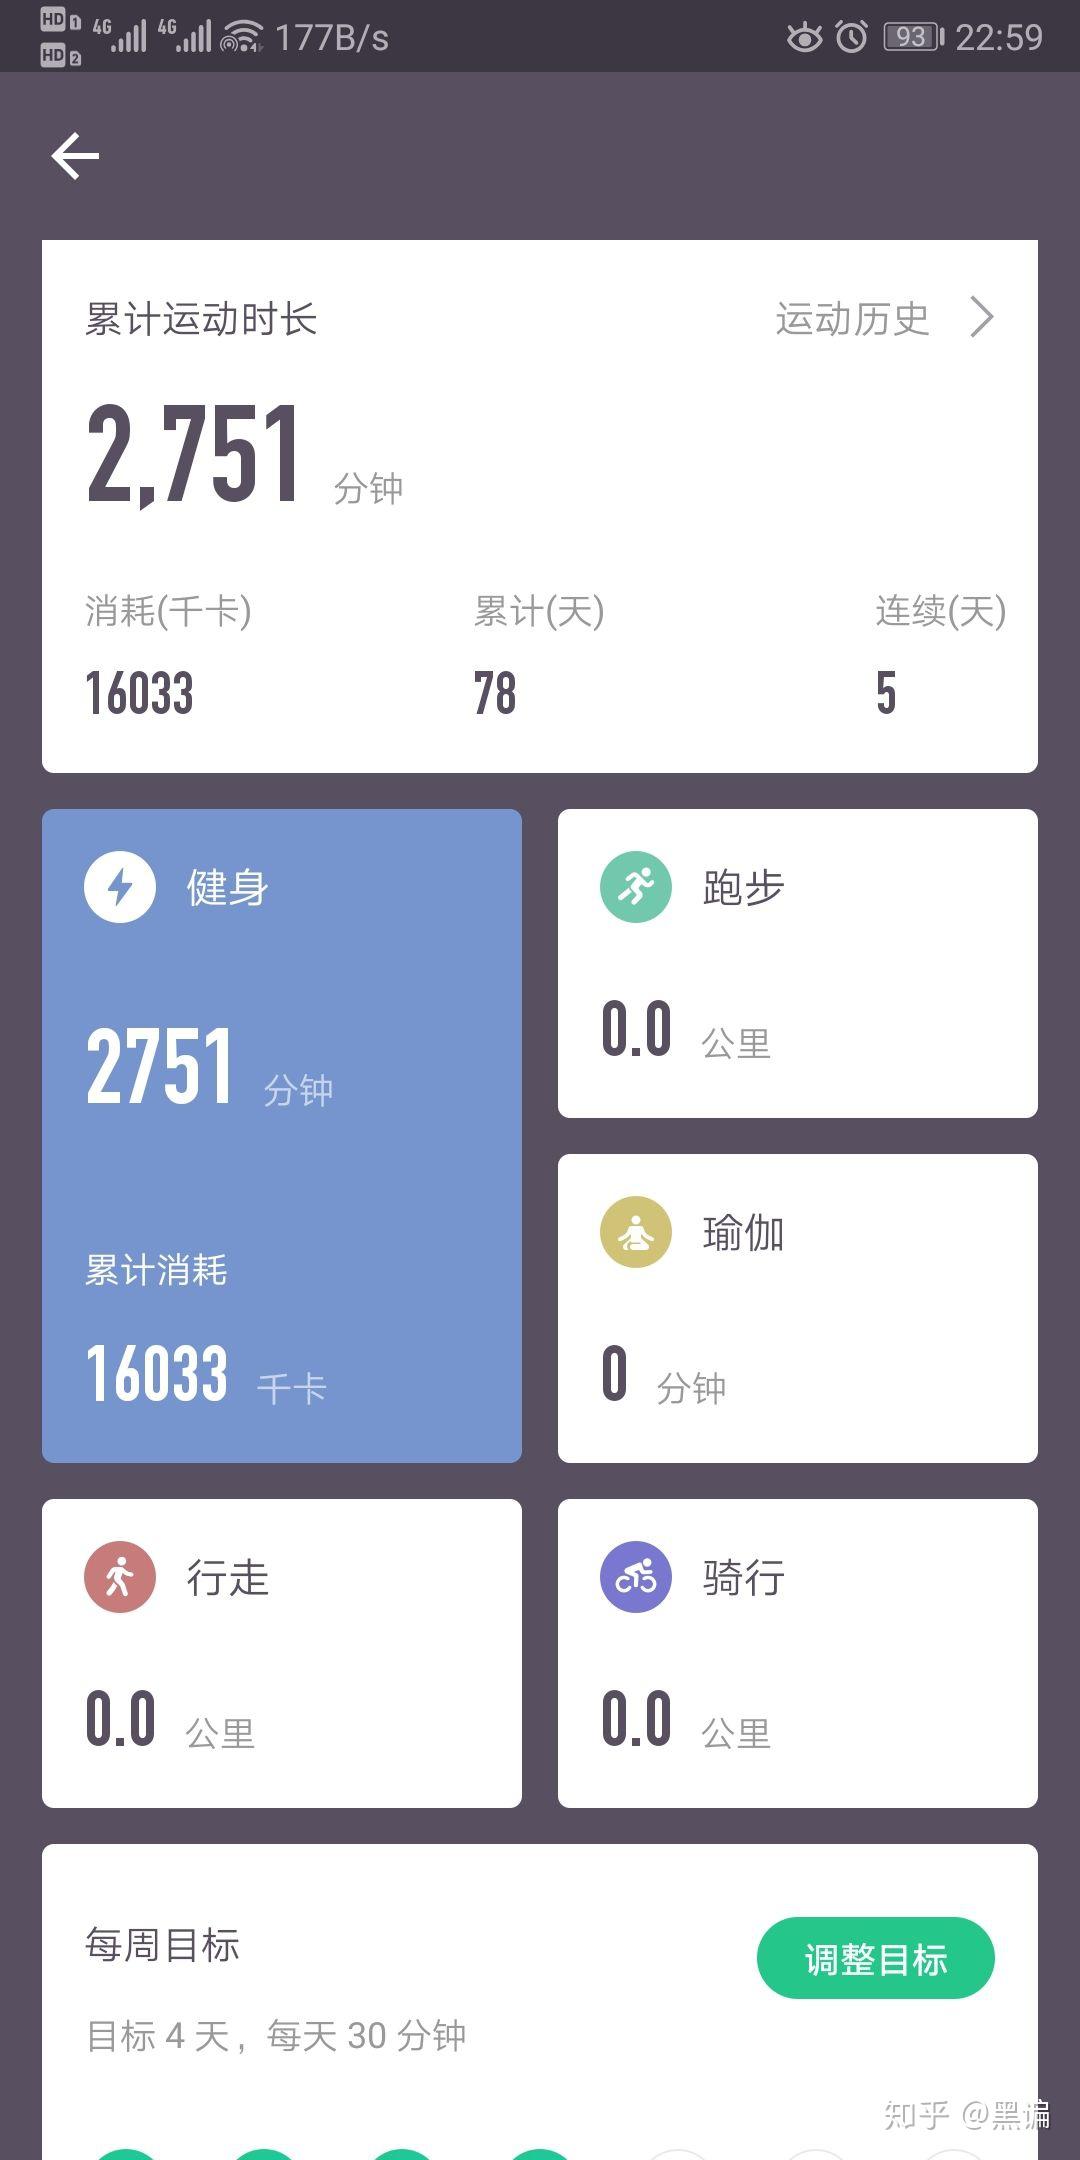 HD 1 4G 4G 177B/s 93 22:59
HD 2
累计运动时长 运动历史
2,751 分钟
消耗(千卡) 累计(天) 连续(天)
16033 78 5
健身
2751 分钟
累计消耗
16033 千卡
跑步
0.0 公里
瑜伽
0 分钟
行走
0.0 公里
骑行
0.0 公里
每周目标 调整目标
目标 4 天，每天 30 分钟
知乎 @黑谝